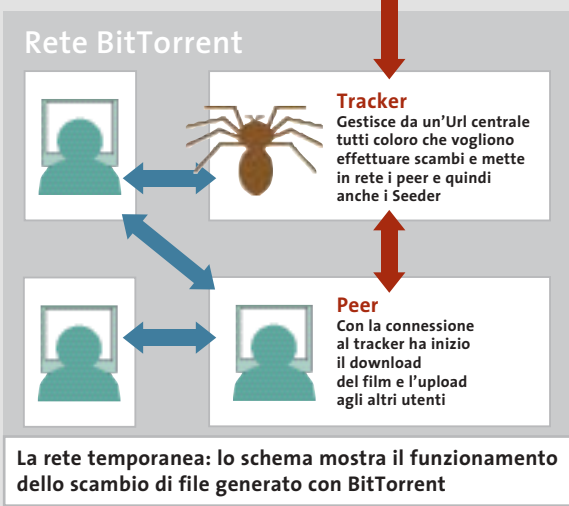 Rete BitTorrent
Tracker
Gestisce da un'Url centrale
tutti coloro che vogliono
effettuare scambi e mette
in rete i peer e quindi
anche i Seeder
Peer
Con la connessione
al tracker ha inizio
il download
del film e l'upload
agli altri utenti
La rete temporanea: lo schema mostra il funzionamento
dello scambio di file generato con BitTorrent